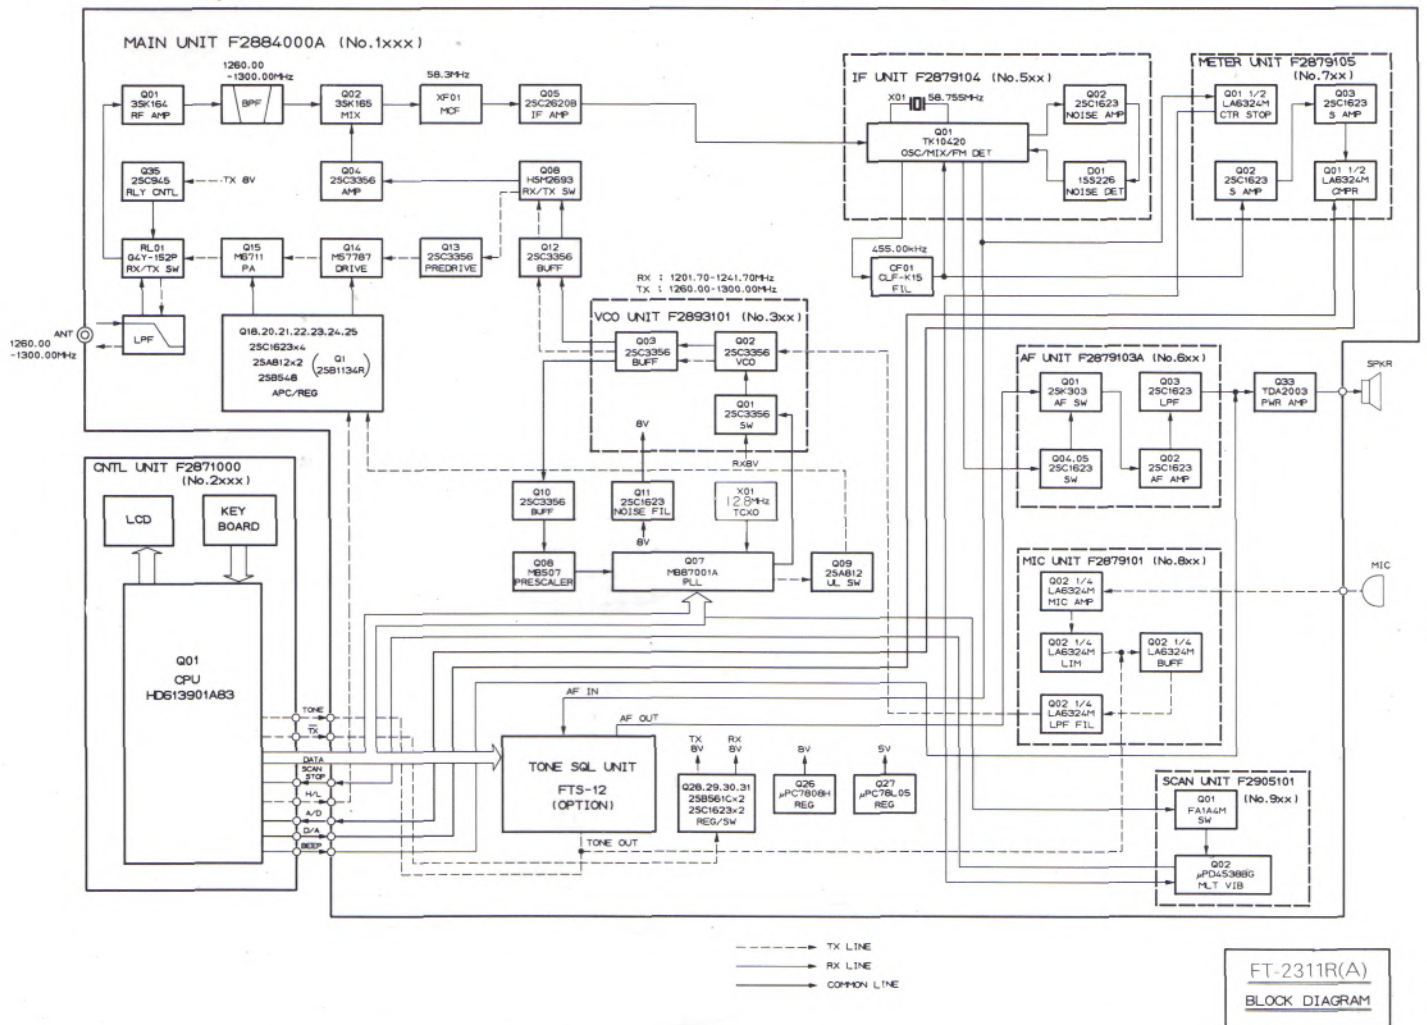 MAIN UNIT F2884000A (No.1xxx)
1260.00
-1300.00MHz
58.3MHz
Q01
3SK164
RF AMP
BPF
Q02
3SK165
MIX
XF01
MCF
Q05
2SC2620B
IF AMP
Q35
2SC945
RLY CNTL
TX 8V
Q04
2SC3356
AMP
Q08
HSM2693
RX/TX SW
RL01
G4Y-152P
RX/TX SW
Q15
M6711
PA
Q14
M57787
DRIVE
Q13
2SC3356
PREDRIVE
Q12
2SC3356
BUFF
ANT
1260.00
-1300.00MHz
LPF
Q18.20.21.22.23.24.25
2SC1623x4
2SA812x2
2SB548
(Q1
2SB1134R)
APC/REG
IF UNIT F2879104 (No.5xx)
X01
58.755MHz
Q01
TK10420
OSC/MIX/FM DET
Q02
2SC1623
NOISE AMP
D01
1SS226
NOISE DET
455.00kHz
CF01
CLF-K15
FIL
METER UNIT F2879105
(No.7xx)
Q01 1/2
LA6324M
CTR STOP
Q03
2SC1623
S AMP
Q02
2SC1623
S AMP
Q01 1/2
LA6324M
CMPR
RX : 1201.70-1241.70MHz
TX : 1260.00-1300.00MHz
VCO UNIT F2893101 (No.3xx)
Q03
2SC3356
BUFF
Q02
2SC3356
VCO
Q01
2SC3356
SW
8V
RX8V
Q10
2SC3356
BUFF
Q11
2SC1623
NOISE FIL
8V
X01
12.8MHz
TCXO
Q08
MB507
PRESCALER
Q07
MB87001A
PLL
Q09
2SA812
UL SW
AF UNIT F2879103A (No.6xx)
Q01
2SK303
AF SW
Q03
2SC1623
LPF
Q04.05
2SC1623
SW
Q02
2SC1623
AF AMP
Q33
TDA2003
PWR AMP
SPKR
MIC UNIT F2879101 (No.8xx)
Q02 1/4
LA6324M
MIC AMP
MIC
Q02 1/4
LA6324M
LIM
Q02 1/4
LA6324M
BUFF
Q02 1/4
LA6324M
LPF FIL
CNTL UNIT F2871000
(No.2xxx)
LCD
KEY
BOARD
Q01
CPU
HD613901A83
TONE
TX
DATA
SCAN
STOP
H/L
A/D
D/A
BEEP
AF IN
AF OUT
TONE SQL UNIT
FTS-12
(OPTION)
TONE OUT
TX
8V
RX
8V
8V
5V
Q28.29.30.31
2SB561Cx2
2SC1623x2
REG/SW
Q26
μPC7808H
REG
Q27
μPC78L05
REG
SCAN UNIT F2905101
(No.9xx)
Q01
FA1A4M
SW
Q02
μPD4538BG
MLT VIB
TX LINE
RX LINE
COMMON LINE
FT-2311R(A)
BLOCK DIAGRAM